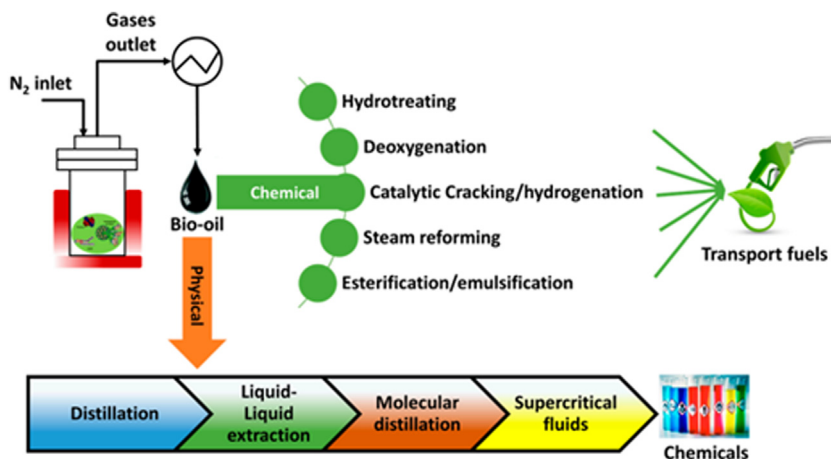 Gases
outlet
N₂ inlet
Hydrotreating
Deoxygenation
Chemical
Catalytic Cracking/hydrogenation
Bio-oil
Steam reforming
Transport fuels
Physical
Esterification/emulsification
Distillation
Liquid-
Liquid
extraction
Molecular
distillation
Supercritical
fluids
Chemicals